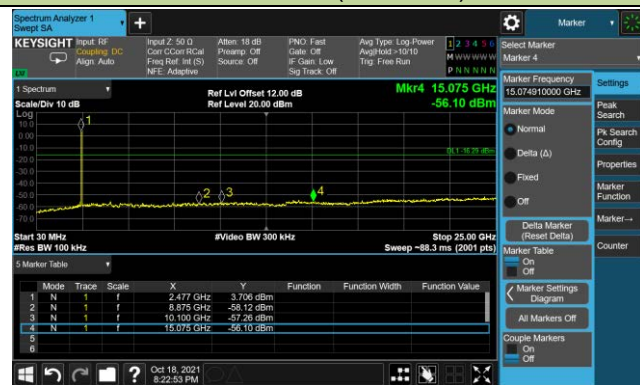 Spectrum Analyzer 1
Swept SA
Marker
KEYSIGHT
Input: RF
Coupling: DC
Align: Auto
Input Z: 50 Ω
Corr CCorr RCal
Freq Ref: Int (S)
NFE: Adaptive
Atten: 18 dB
Preamp: Off
Source: Off
PNO: Fast
Gate: Off
IF Gain: Low
Sig Track: Off
Avg Type: Log-Power
Avg|Hold:>10/10
Trig: Free Run
1 2 3 4 5 6
M W W W W W
P N N N N N
Select Marker
Marker 4
1 Spectrum
Scale/Div 10 dB
Log
Ref Lvl Offset 12.00 dB
Ref Level 20.00 dBm
Mkr4 15.075 GHz
-56.10 dBm
10.0
0.00
-10.0
-20.0
-30.0
-40.0
-50.0
-60.0
-70.0
1
2
3
4
DL1 -16.29 dBm
Start 30 MHz
#Res BW 100 kHz
#Video BW 300 kHz
Stop 25.00 GHz
Sweep ~88.3 ms (2001 pts)
5 Marker Table
Mode Trace Scale X Y Function Function Width Function Value
1 N 1 f 2.477 GHz 3.706 dBm
2 N 1 f 8.875 GHz -58.12 dBm
3 N 1 f 10.100 GHz -57.26 dBm
4 N 1 f 15.075 GHz -56.10 dBm
5
6
Marker Frequency
15.074910000 GHz
Marker Mode
Normal
Delta (Δ)
Fixed
Off
Delta Marker
(Reset Delta)
Marker Table
On
Off
Marker Settings
Diagram
All Markers Off
Couple Markers
On
Off
Settings
Peak
Search
Pk Search
Config
Properties
Marker
Function
Marker→
Counter
Oct 18, 2021
8:22:53 PM